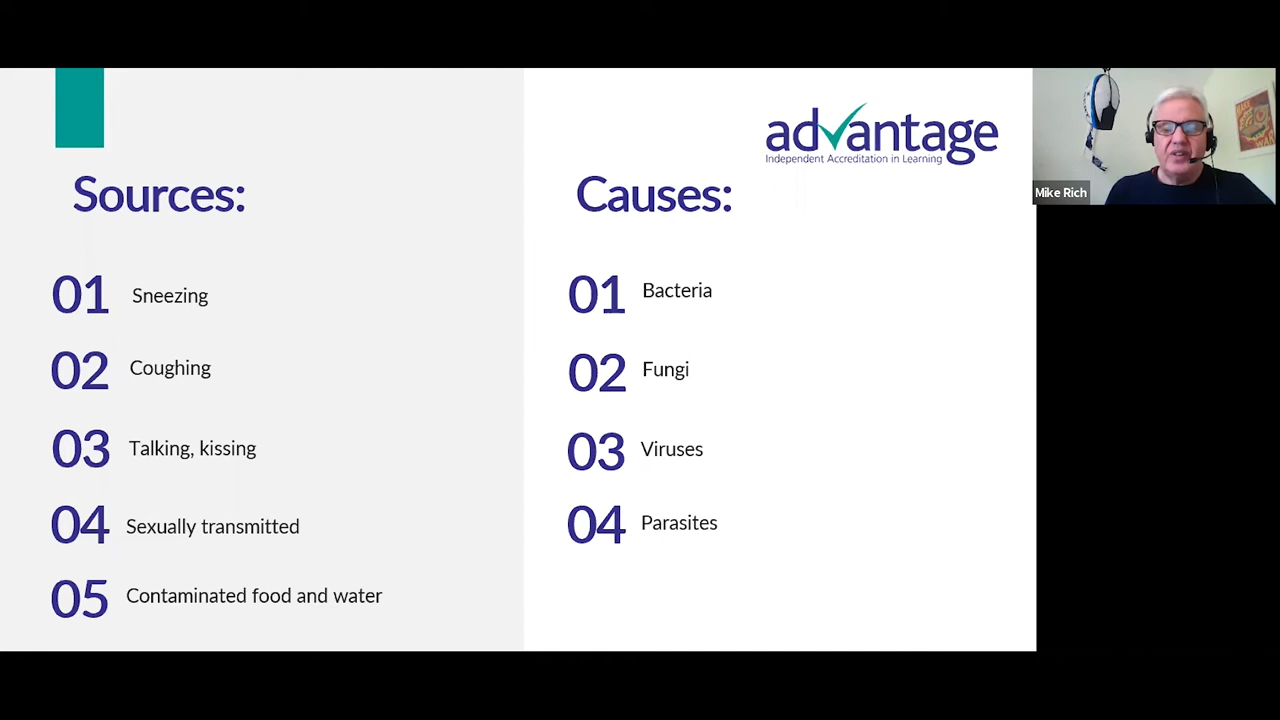 advantage
Independent Accreditation in Learning
Sources:
01 Sneezing
02 Coughing
03 Talking, kissing
04 Sexually transmitted
05 Contaminated food and water
Causes:
01 Bacteria
02 Fungi
03 Viruses
04 Parasites
Mike Rich